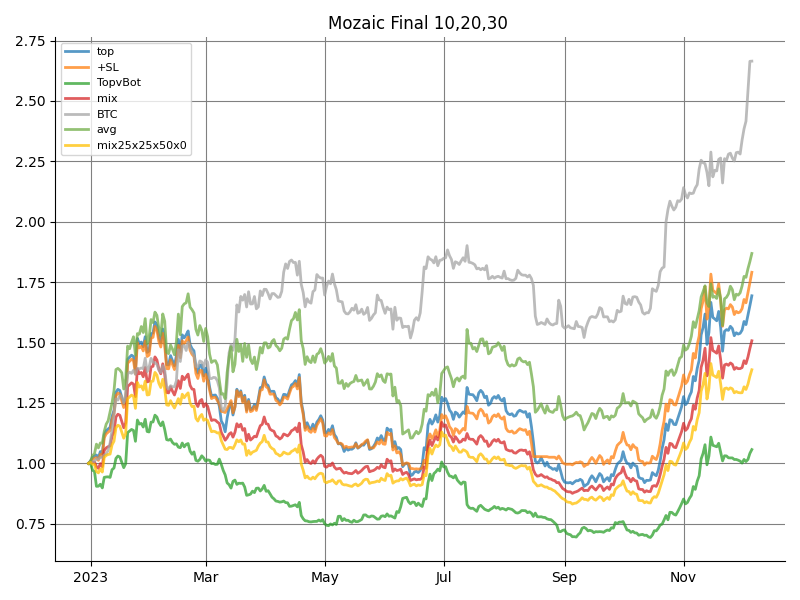 Mozaic Final 10,20,30
2.75
2.50
2.25
2.00
1.75
1.50
1.25
1.00
0.75
top
+SL
TopvBot
mix
BTC
avg
mix25x25x50x0
2023 Mar May Jul Sep Nov